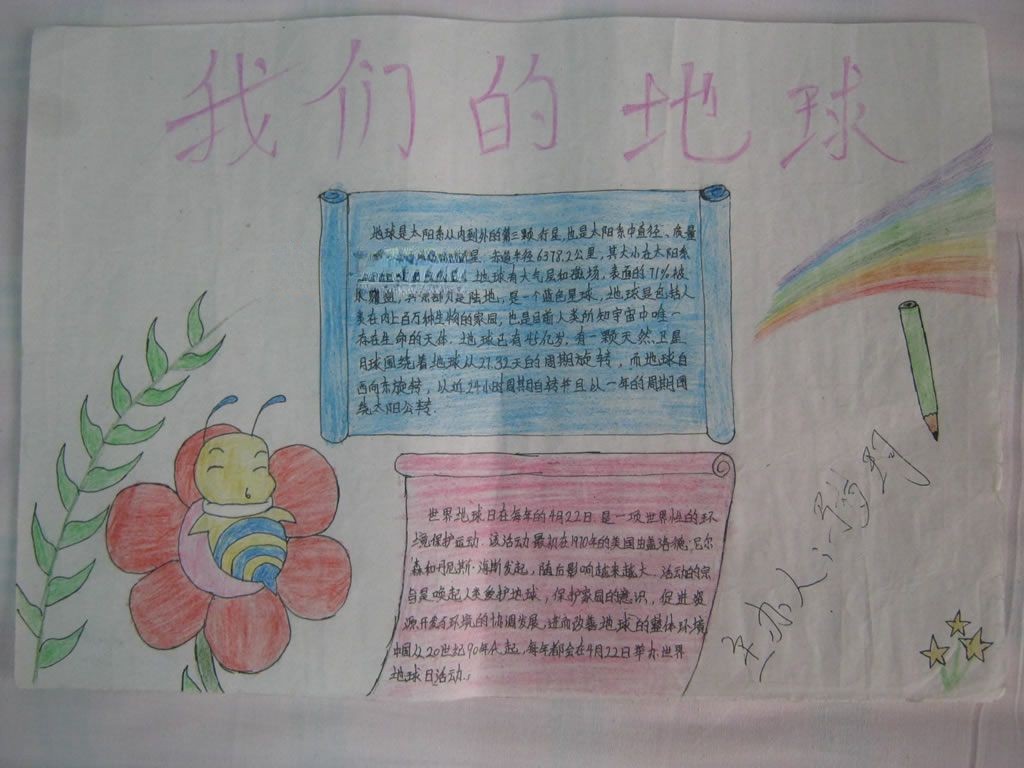 我们的地球
地球是太阳系从内到外的第三颗行星,也是太阳系中直径、质量
星.赤道半径6378.2公里,其大小在太阳系
地球有大气层和磁场,表面的71%被
水覆盖,其余部分是陆地,是一个蓝色星球。地球是包括人
类在内上百万种生物的家园,也是目前人类所知宇宙中唯一
存在生命的天体。地球已有45亿岁,有一颗天然卫星
月球围绕着地球以27.32天的周期旋转,而地球自
西向东旋转,以近24小时周期自转并且以一年的周期围
绕太阳公转.
世界地球日在每年的4月22日.是一项世界性的环
境保护运动.该活动最初在1970年的美国由盖洛德·尼尔
森和丹尼斯·海斯发起,随后影响越来越大.活动的宗
旨是唤起人类爱护地球,保护家园的意识,促进资
源开发与环境的协调发展,进而改善地球的整体环境
中国从20世纪90年代起,每年都会在4月22日举办世界
地球日活动.
主办人: